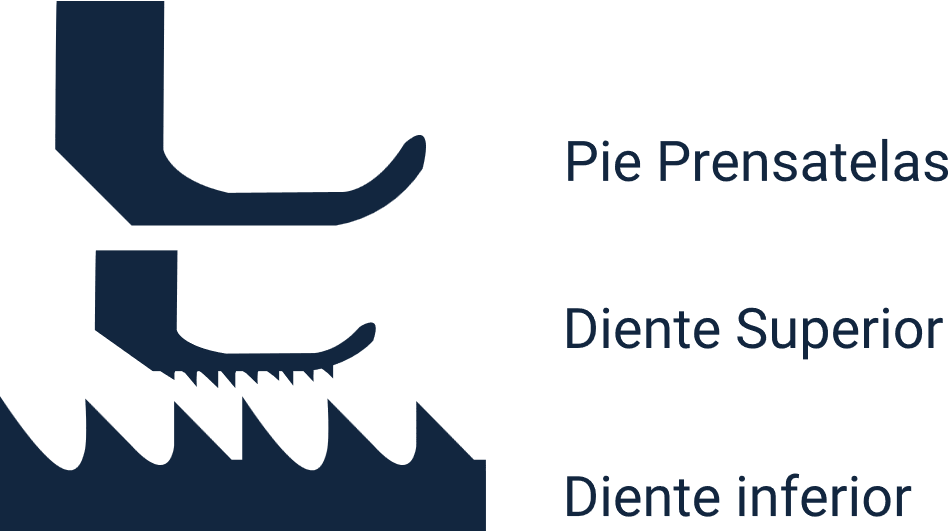 Pie Prensatelas
Diente Superior
Diente inferior